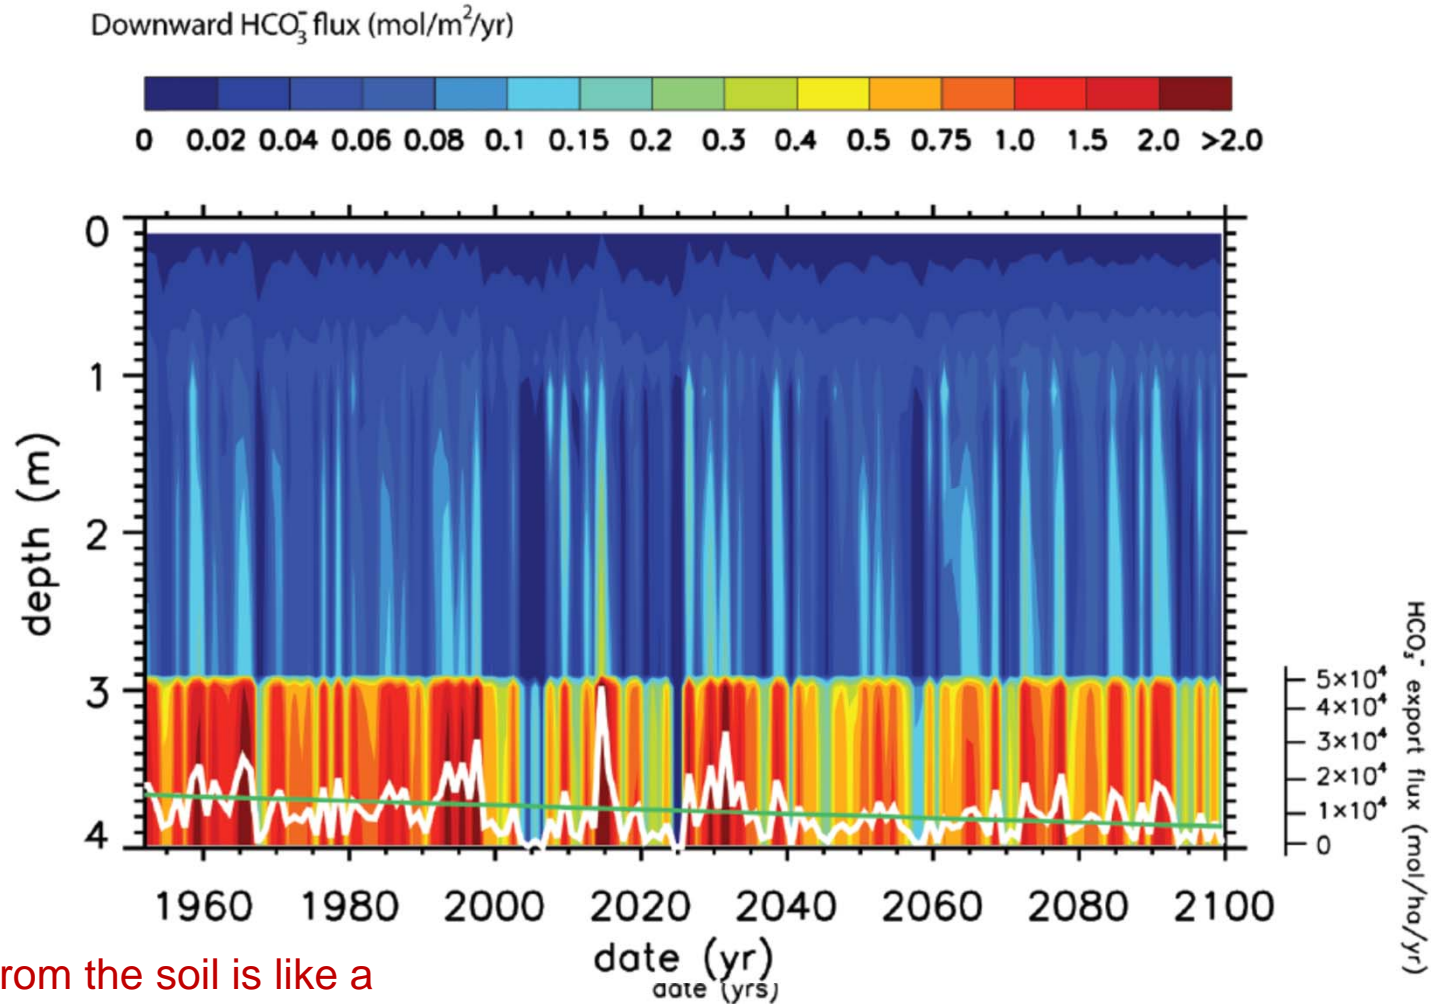 Downward HCO₃⁻ flux (mol/m²/yr)
0 0.02 0.04 0.06 0.08 0.1 0.15 0.2 0.3 0.4 0.5 0.75 1.0 1.5 2.0 >2.0
0
1
2
3
4
depth (m)
5×10⁴
4×10⁴
3×10⁴
2×10⁴
1×10⁴
0
HCO₃⁻ export flux (mol/ha/yr)
1960 1980 2000 2020 2040 2060 2080 2100
date (yr)
date (yrs)
rom the soil is like a